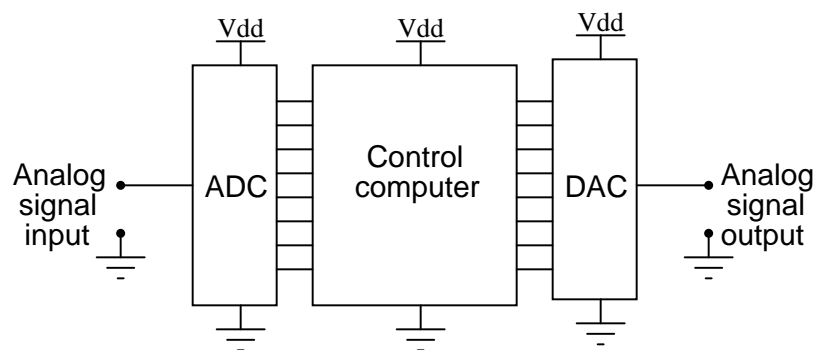 Vdd
Vdd
Vdd
Analog
signal
input
ADC
Control
computer
DAC
Analog
signal
output